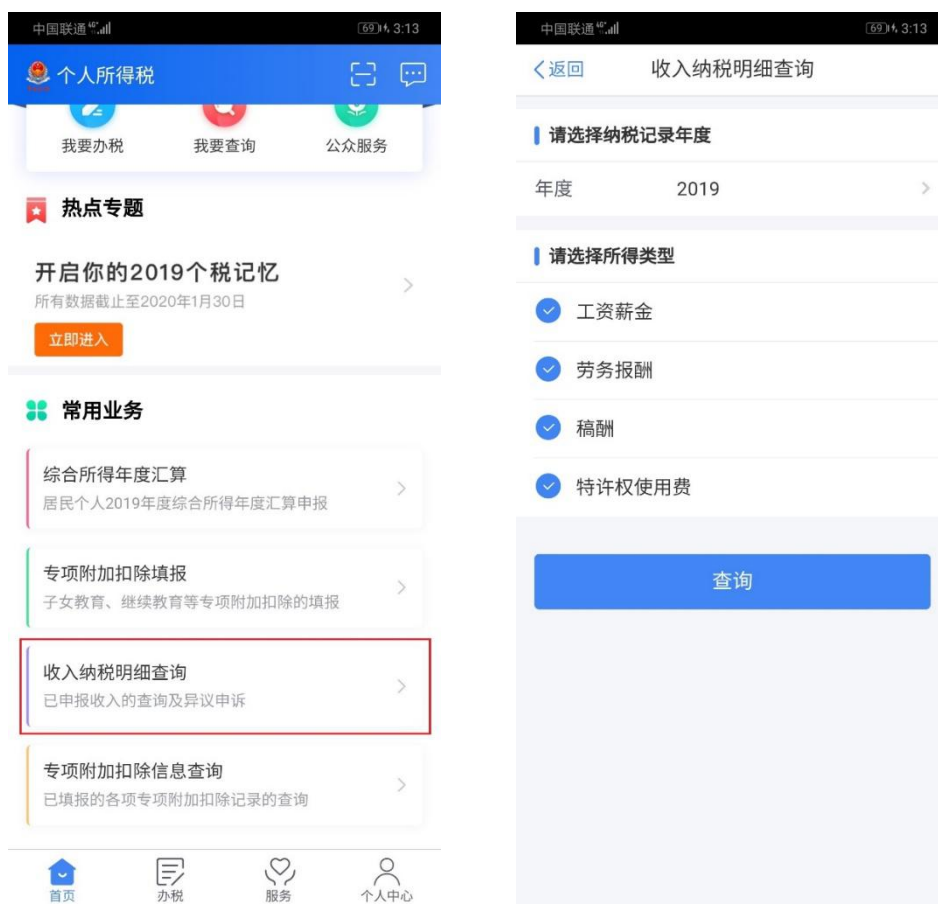 中国联通 4G 69 3:13
个人所得税
我要办税 我要查询 公众服务
热点专题
开启你的2019个税记忆
所有数据截止至2020年1月30日
立即进入
常用业务
综合所得年度汇算
居民个人2019年度综合所得年度汇算申报
专项附加扣除填报
子女教育、继续教育等专项附加扣除的填报
收入纳税明细查询
已申报收入的查询及异议申诉
专项附加扣除信息查询
已填报的各项专项附加扣除记录的查询
首页 办税 服务 个人中心
中国联通 4G 69 3:13
返回 收入纳税明细查询
请选择纳税记录年度
年度 2019
请选择所得类型
工资薪金
劳务报酬
稿酬
特许权使用费
查询